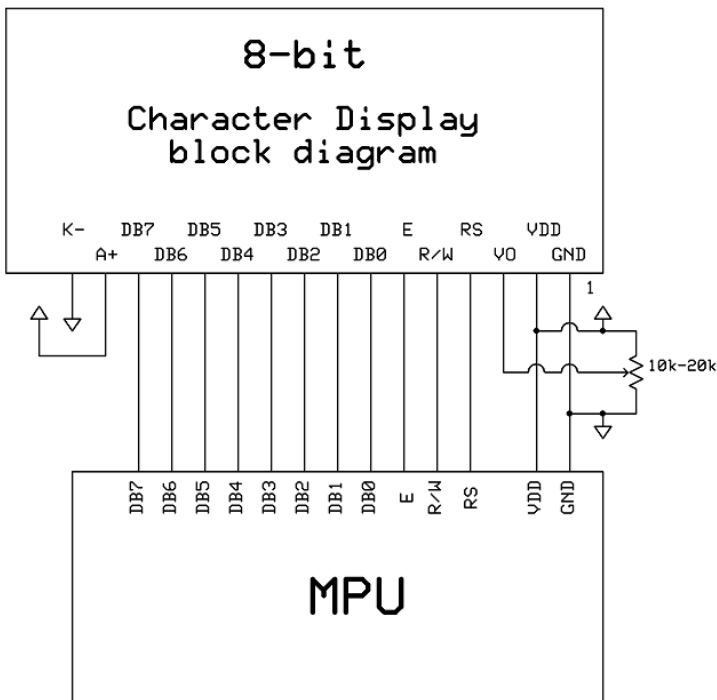 8-bit
Character Display
block diagram
K- DB7 DB5 DB3 DB1 E RS VDD
A+ DB6 DB4 DB2 DB0 R/W VO GND
1
10k-20k
DB7 DB6 DB5 DB4 DB3 DB2 DB1 DB0 E R/W RS VDD GND
MPU